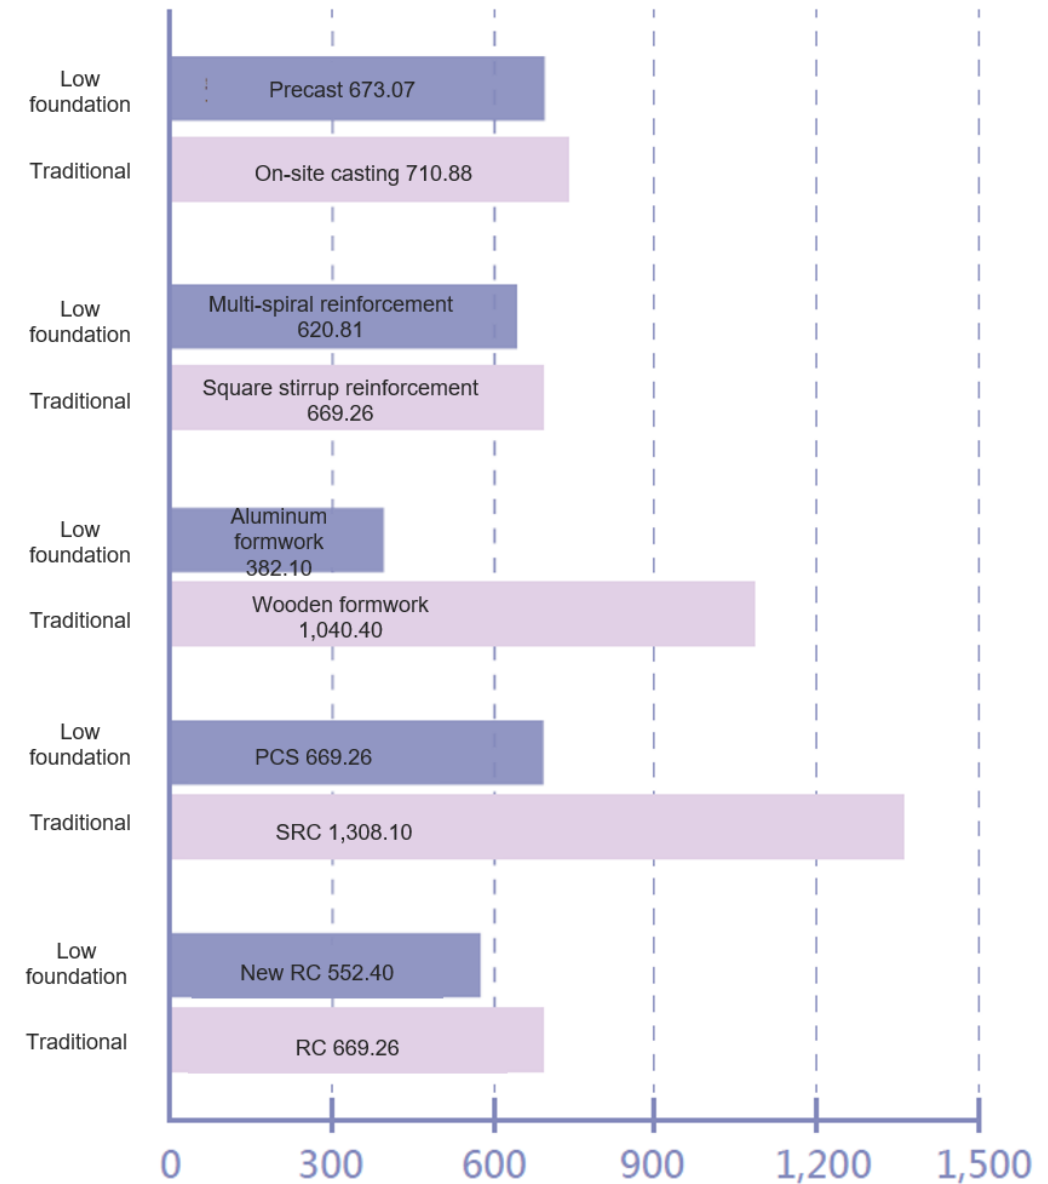 Low
foundation
Precast 673.07
Traditional
On-site casting 710.88
Low
foundation
Multi-spiral reinforcement
620.81
Traditional
Square stirrup reinforcement
669.26
Low
foundation
Aluminum
formwork
382.10
Traditional
Wooden formwork
1,040.40
Low
foundation
PCS 669.26
Traditional
SRC 1,308.10
Low
foundation
New RC 552.40
Traditional
RC 669.26
0 300 600 900 1,200 1,500